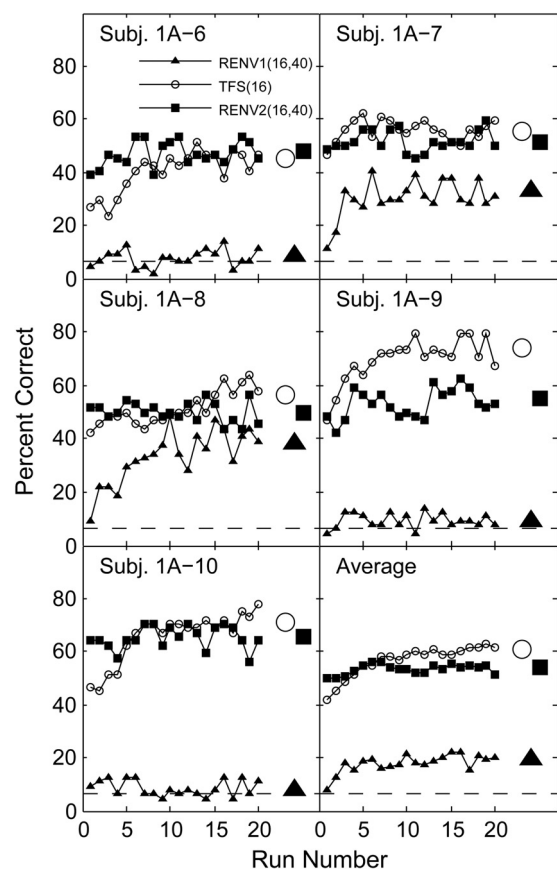 Subj. 1A−6
Subj. 1A−7
RENV1(16,40)
TFS(16)
RENV2(16,40)
80
60
40
20
0
Subj. 1A−8
Subj. 1A−9
80
60
40
20
0
Subj. 1A−10
Average
80
60
40
20
0
0 5 10 15 20
0 5 10 15 20
Percent Correct
Run Number